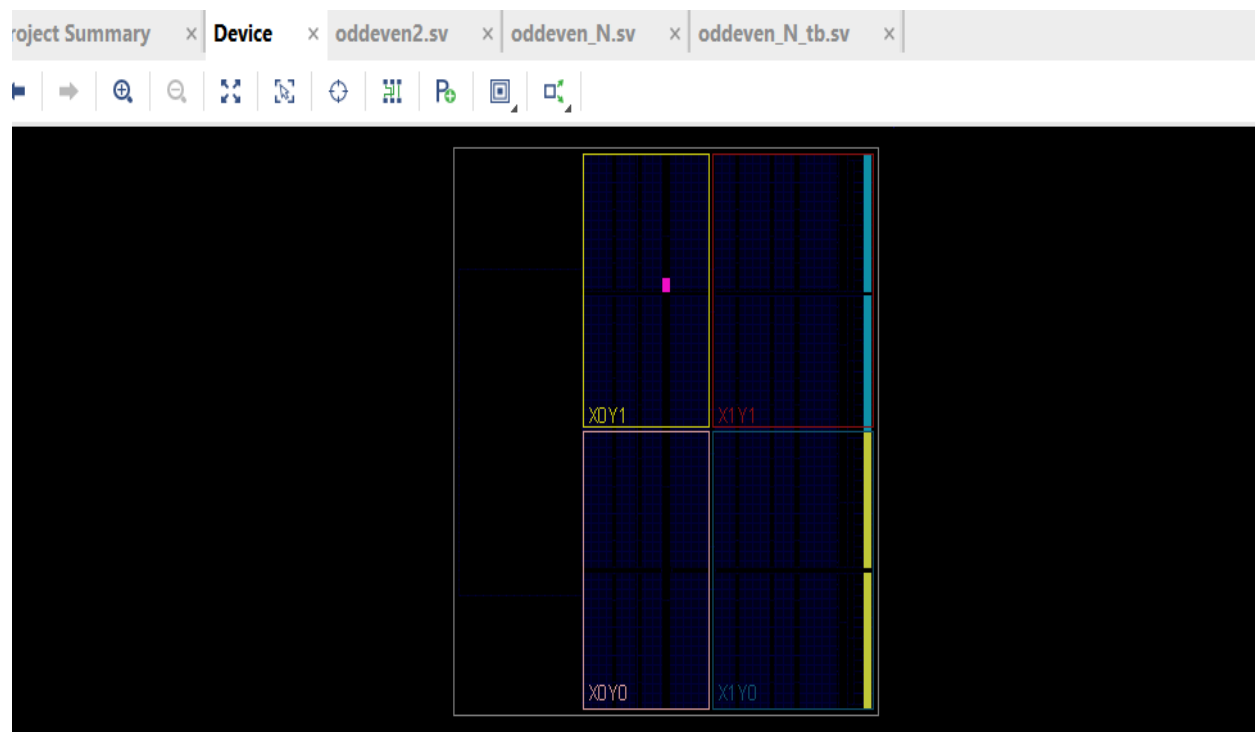 roject Summary × Device × oddeven2.sv × oddeven_N.sv × oddeven_N_tb.sv ×
X0Y1 X1Y1
X0Y0 X1Y0